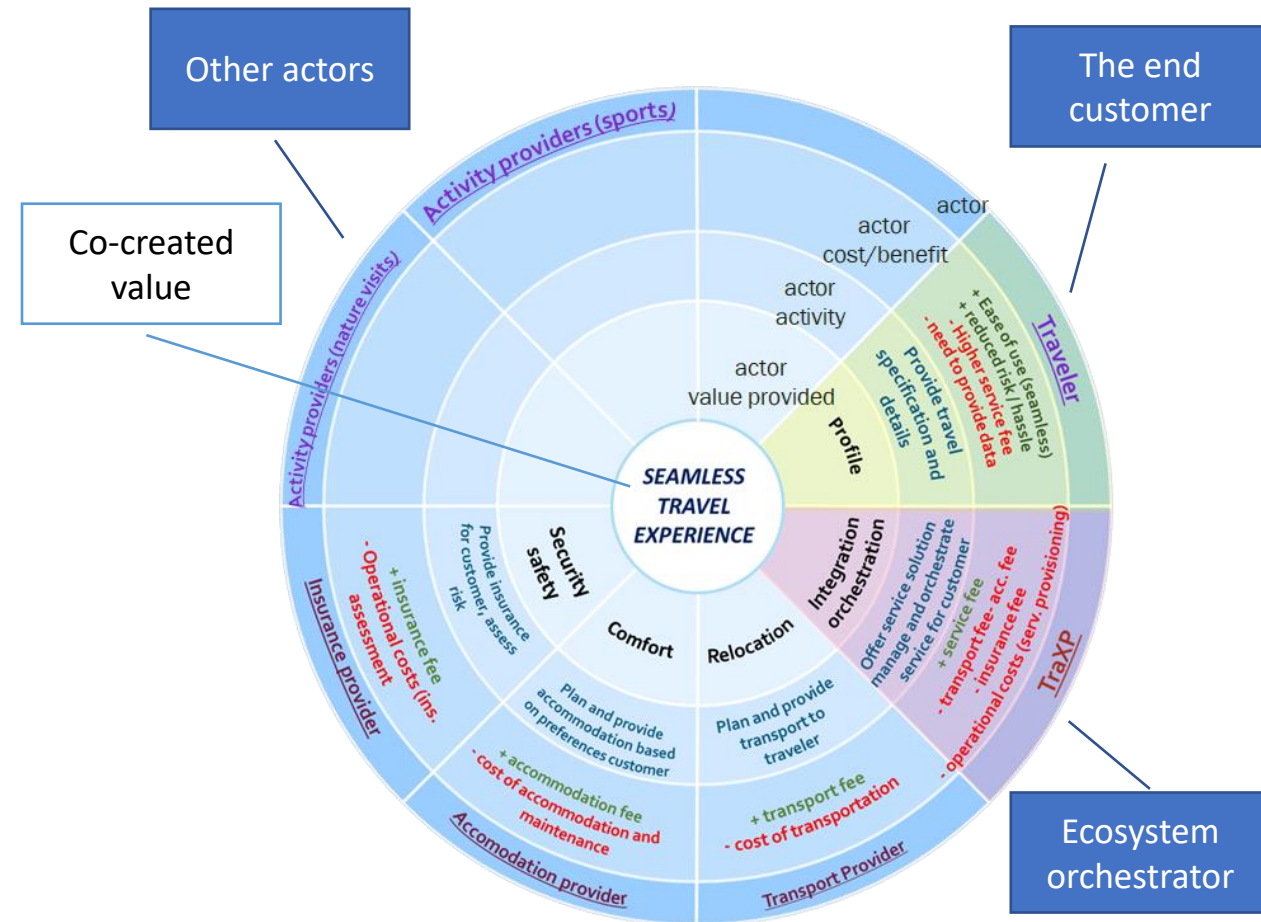 Other actors
The end
customer
Co-created
value
Activity providers (sports)
Activity providers (nature visits)
actor
actor
cost/benefit
actor
activity
actor
value provided
Traveler
+ Ease of use (seamless)
+ reduced risk / hassle
- Higher service fee
- need to provide data
Provide travel
specification and
details
Profile
SEAMLESS
TRAVEL
EXPERIENCE
Integration
orchestration
Offer service solution
manage and orchestrate
service for customer
+ service fee
- transport fee- acc. fee
- insurance fee
- operational costs (serv. provisioning)
TraXP
Relocation
Plan and provide
transport to
traveler
+ transport fee
- cost of transportation
Transport Provider
Comfort
Plan and provide
accommodation based
on preferences customer
+ accommodation fee
- cost of accommodation and
maintenance
Accomodation provider
Security
safety
Provide insurance
for customer, assess
risk
+ insurance fee
- Operational costs (ins.
assessment
Insurance provider
Ecosystem
orchestrator